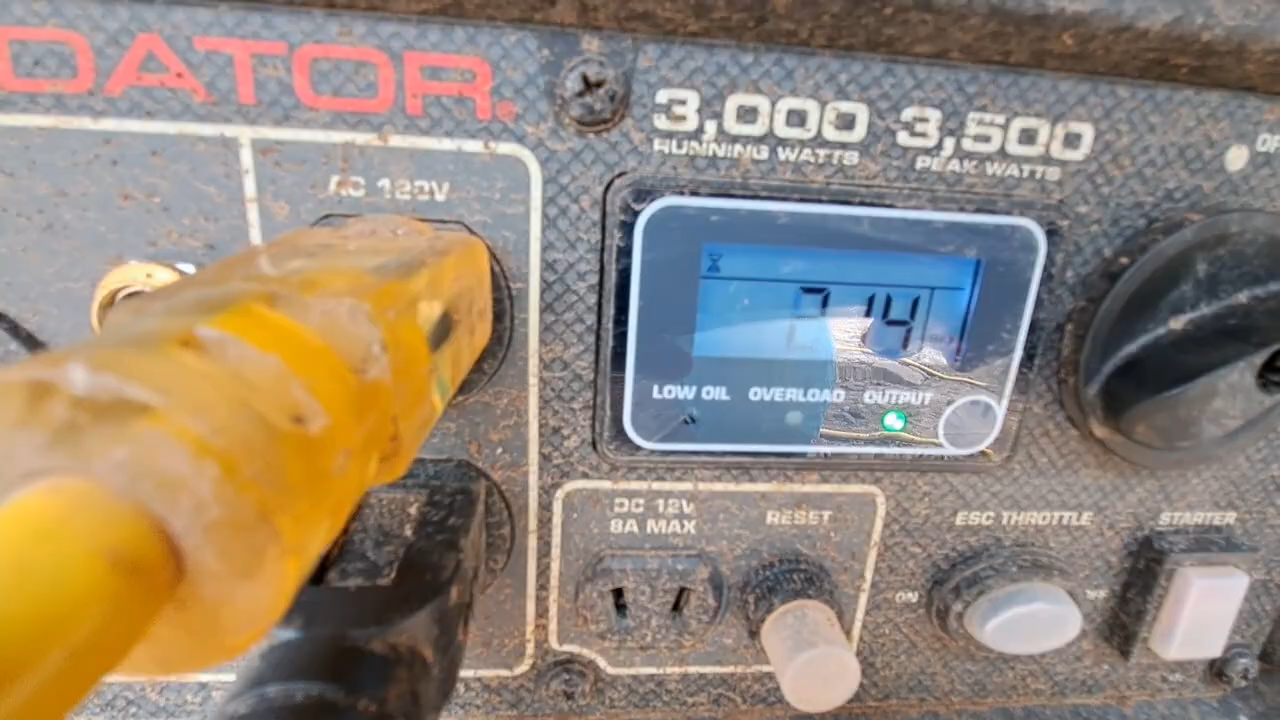 DATOR.
3,000 3,500
RUNNING WATTS PEAK WATTS
AC 120V
LOW OIL OVERLOAD OUTPUT
DC 12V
8A MAX
RESET
ESC THROTTLE
STARTER
ON